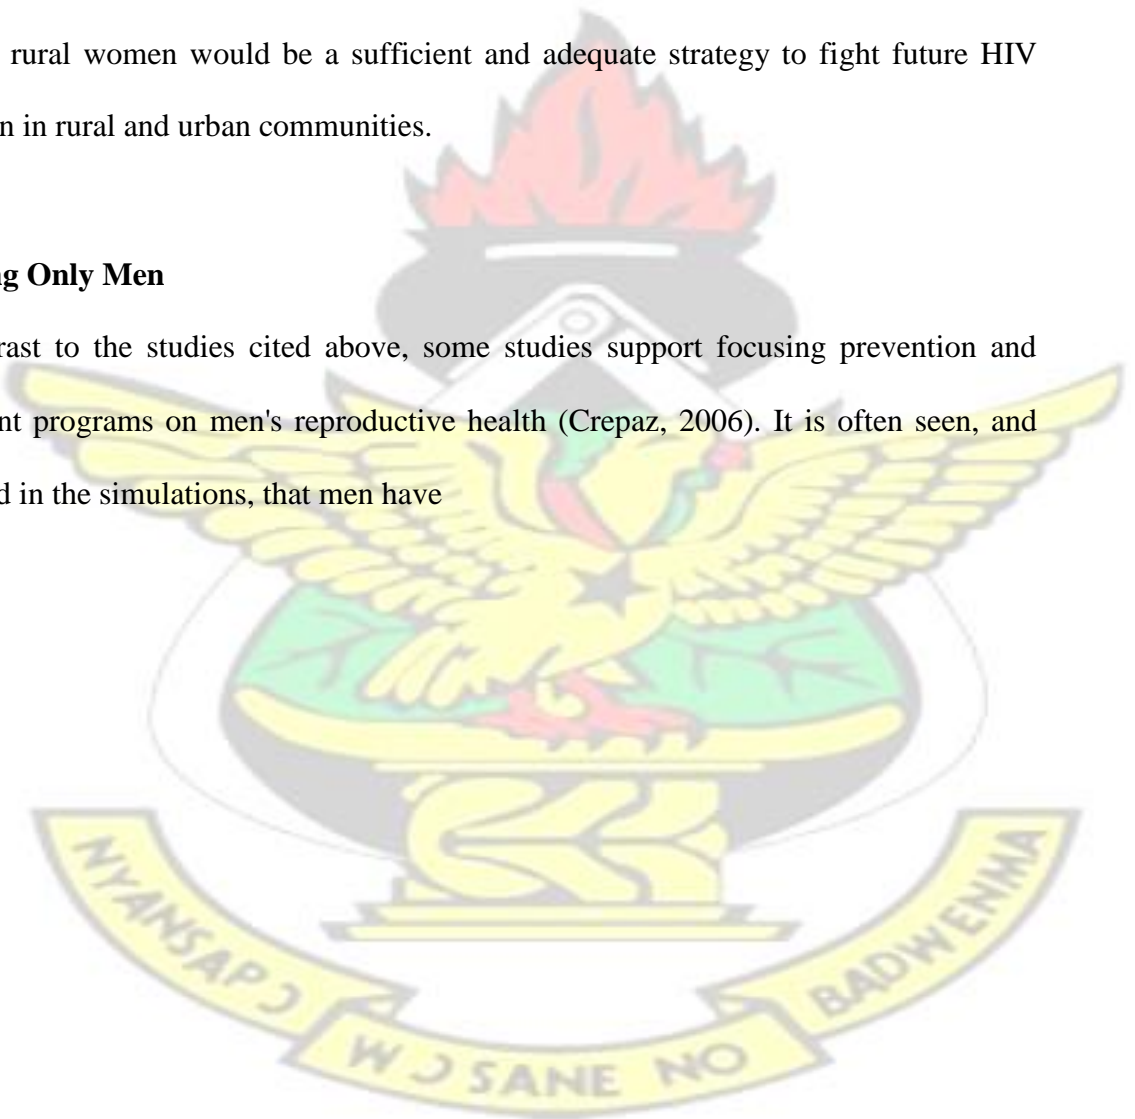 rural women would be a sufficient and adequate strategy to fight future HIV
n in rural and urban communities.
g Only Men
rast to the studies cited above, some studies support focusing prevention and
nt programs on men's reproductive health (Crepaz, 2006). It is often seen, and
d in the simulations, that men have
NYANSAPƆ
WƆ SANE NO
BADWENMA